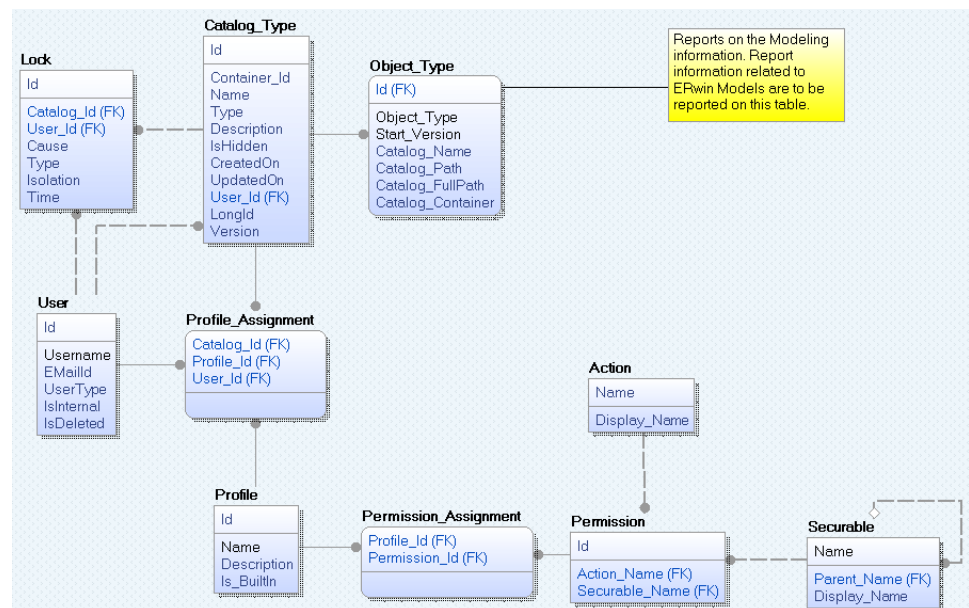 Catalog_Type
Id
Container_Id
Name
Type
Description
IsHidden
CreatedOn
UpdatedOn
User_Id (FK)
LongId
Version
Lock
Id
Catalog_Id (FK)
User_Id (FK)
Cause
Type
Isolation
Time
Object_Type
Id (FK)
Object_Type
Start_Version
Catalog_Name
Catalog_Path
Catalog_FullPath
Catalog_Container
Reports on the Modeling
information. Report
information related to
ERwin Models are to be
reported on this table.
User
Id
Username
EMailId
UserType
IsInternal
IsDeleted
Profile_Assignment
Catalog_Id (FK)
Profile_Id (FK)
User_Id (FK)
Action
Name
Display_Name
Profile
Id
Name
Description
Is_BuiltIn
Permission_Assignment
Profile_Id (FK)
Permission_Id (FK)
Permission
Id
Action_Name (FK)
Securable_Name (FK)
Securable
Name
Parent_Name (FK)
Display_Name